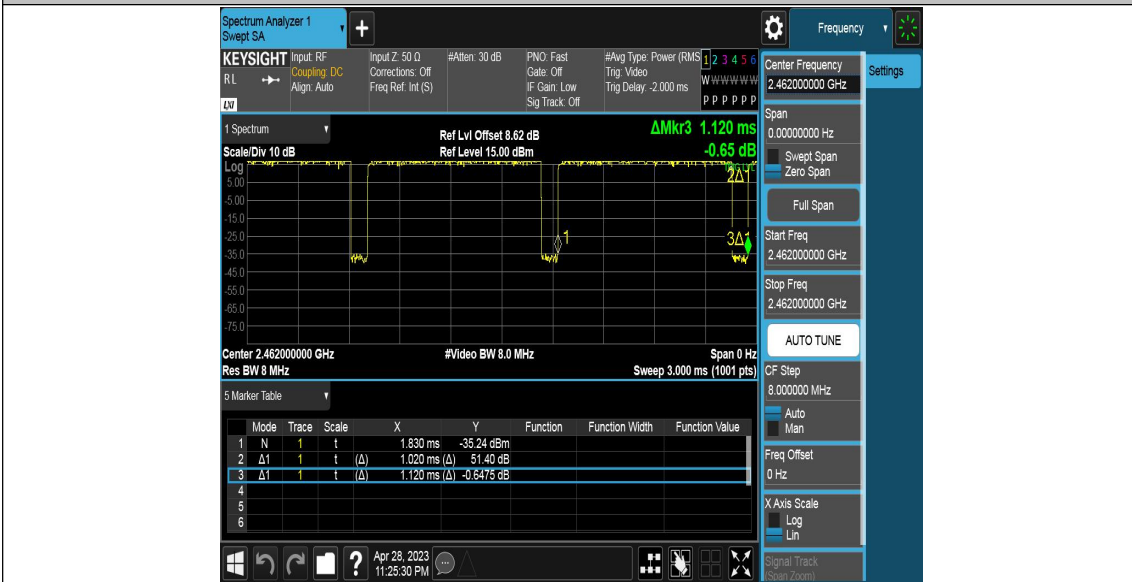 Spectrum Analyzer 1
Swept SA
+
Frequency
KEYSIGHT
R L
LXI
Input: RF
Coupling: DC
Align: Auto
Input Z: 50 Ω
Corrections: Off
Freq Ref: Int (S)
#Atten: 30 dB
PNO: Fast
Gate: Off
IF Gain: Low
Sig Track: Off
#Avg Type: Power (RMS
Trig: Video
Trig Delay: -2.000 ms
1 2 3 4 5 6
W W W W W W
P P P P P P
1 Spectrum
Scale/Div 10 dB
Ref Lvl Offset 8.62 dB
Ref Level 15.00 dBm
ΔMkr3 1.120 ms
-0.65 dB
Log
5.00
-5.00
-15.0
-25.0
-35.0
-45.0
-55.0
-65.0
-75.0
2Δ1
1
3Δ1
Center 2.462000000 GHz
#Video BW 8.0 MHz
Span 0 Hz
Res BW 8 MHz
Sweep 3.000 ms (1001 pts)
5 Marker Table
Mode Trace Scale X Y Function Function Width Function Value
1 N 1 t 1.830 ms -35.24 dBm
2 Δ1 1 t (Δ) 1.020 ms (Δ) 51.40 dB
3 Δ1 1 t (Δ) 1.120 ms (Δ) -0.6475 dB
4
5
6
?
Apr 28, 2023
11:25:30 PM
Center Frequency
2.462000000 GHz
Settings
Span
0.00000000 Hz
Swept Span
Zero Span
Full Span
Start Freq
2.462000000 GHz
Stop Freq
2.462000000 GHz
AUTO TUNE
CF Step
8.000000 MHz
Auto
Man
Freq Offset
0 Hz
X Axis Scale
Log
Lin
Signal Track
(Span Zoom)